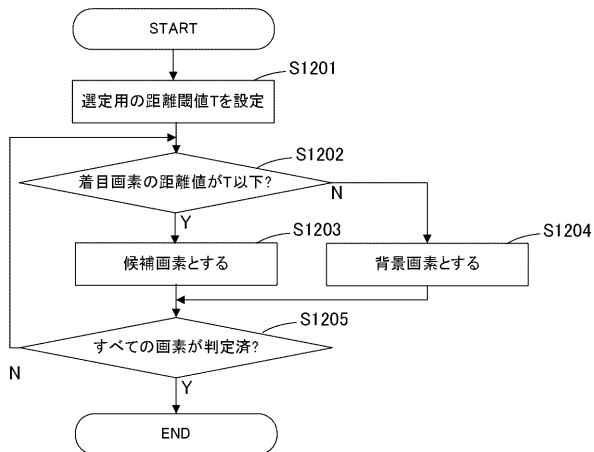 START
S1201
選定用の距離閾値Tを設定
S1202
着目画素の距離値がT以下?
N
Y
S1203
候補画素とする
S1204
背景画素とする
S1205
すべての画素が判定済?
N
Y
END